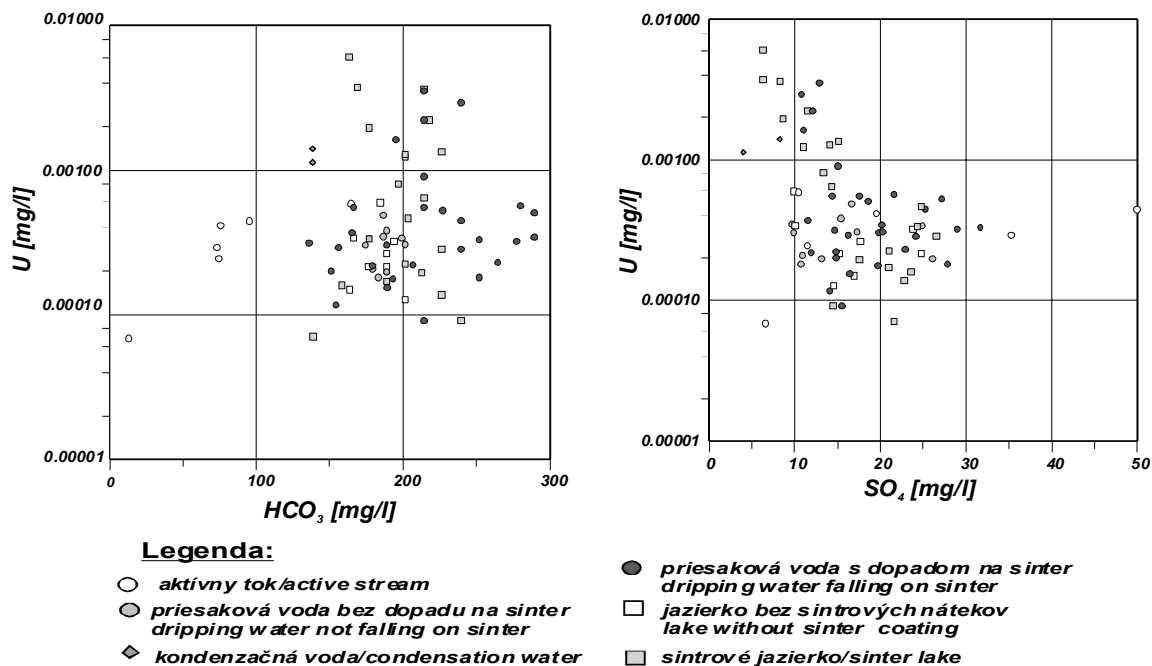 0.01000
0.00100
0.00010
0.00001
U [mg/l]
0
100
200
300
HCO3 [mg/l]
0.01000
0.00100
0.00010
0.00001
U [mg/l]
0
10
20
30
40
50
SO4 [mg/l]
Legenda:
aktívny tok/active stream
priesaková voda bez dopadu na sinter
dripping water not falling on sinter
kondenzačná voda/condensation water
priesaková voda s dopadom na sinter
dripping water falling on sinter
jazierko bez sintrových nátekov
lake without sinter coating
sintrové jazierko/sinter lake